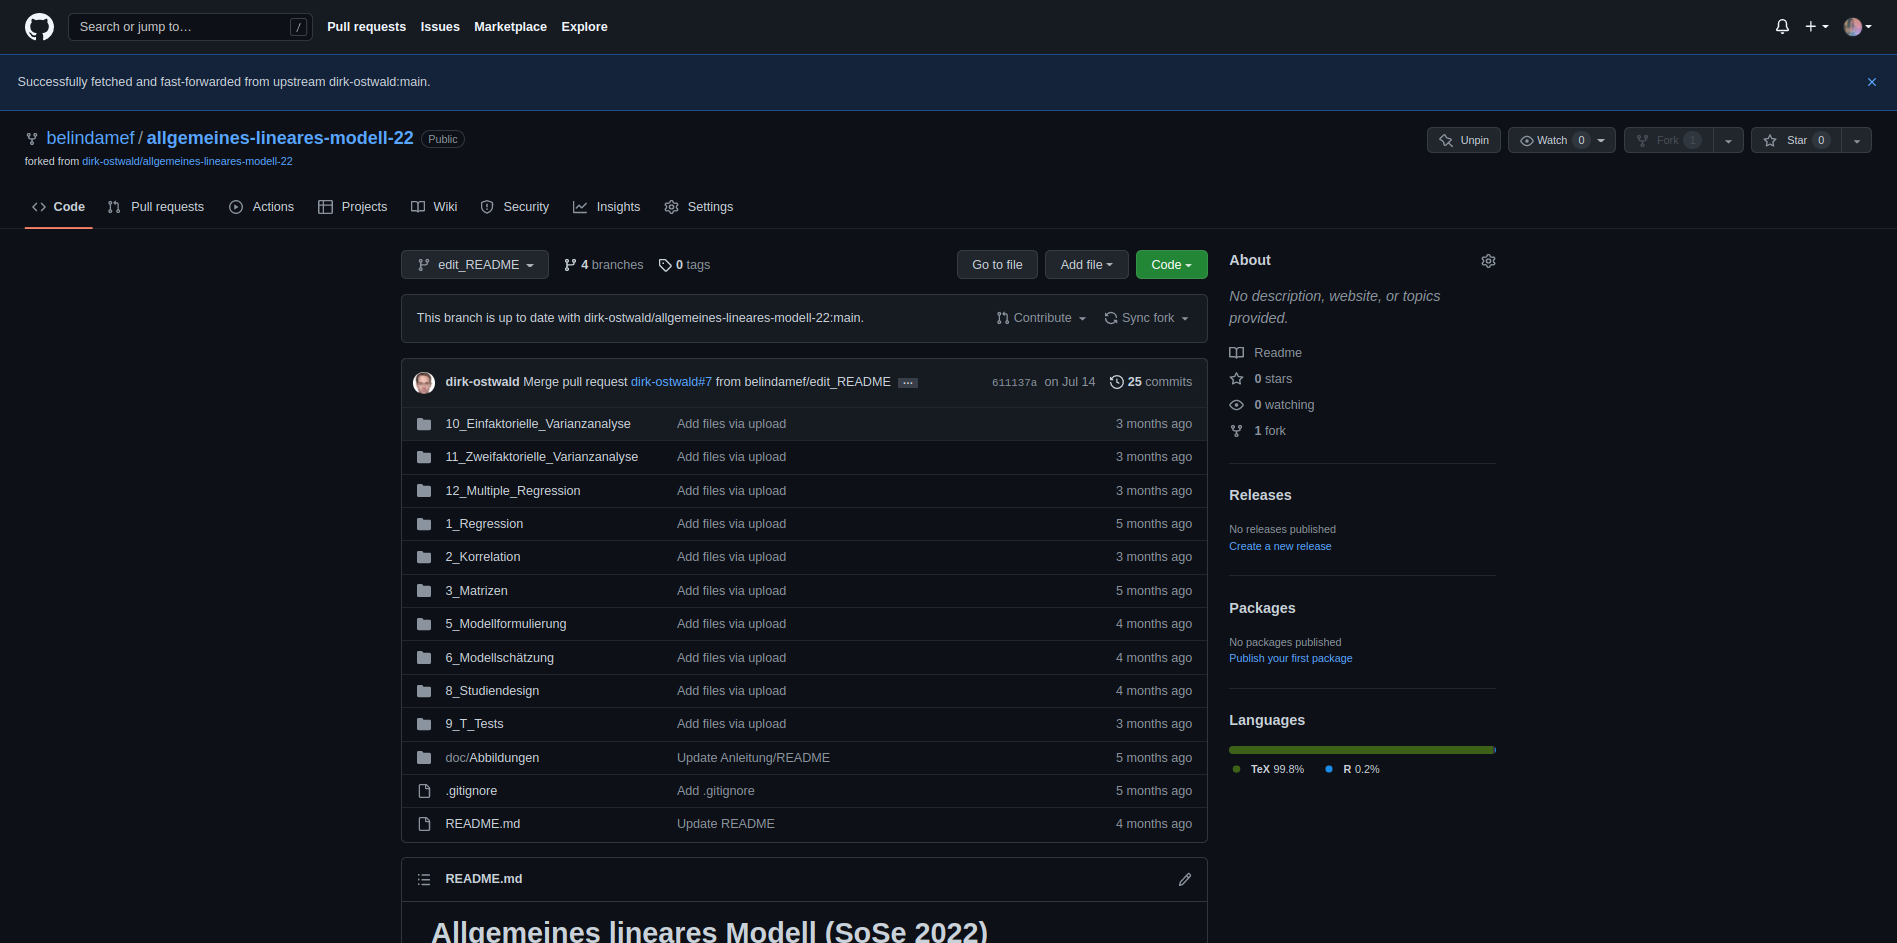 Search or jump to… / Pull requests Issues Marketplace Explore
Successfully fetched and fast-forwarded from upstream dirk-ostwald:main.
belindamef / allgemeines-lineares-modell-22 Public
Unpin Watch 0 Fork 1 Star 0
forked from dirk-ostwald/allgemeines-lineares-modell-22
Code Pull requests Actions Projects Wiki Security Insights Settings
edit_README 4 branches 0 tags Go to file Add file Code
This branch is up to date with dirk-ostwald/allgemeines-lineares-modell-22:main. Contribute Sync fork
dirk-ostwald Merge pull request dirk-ostwald#7 from belindamef/edit_README … 611137a on Jul 14 25 commits
10_Einfaktorielle_Varianzanalyse Add files via upload 3 months ago
11_Zweifaktorielle_Varianzanalyse Add files via upload 3 months ago
12_Multiple_Regression Add files via upload 3 months ago
1_Regression Add files via upload 5 months ago
2_Korrelation Add files via upload 3 months ago
3_Matrizen Add files via upload 5 months ago
5_Modellformulierung Add files via upload 4 months ago
6_Modellschätzung Add files via upload 4 months ago
8_Studiendesign Add files via upload 4 months ago
9_T_Tests Add files via upload 3 months ago
doc/Abbildungen Update Anleitung/README 5 months ago
.gitignore Add .gitignore 5 months ago
README.md Update README 4 months ago
README.md
Allgemeines lineares Modell (SoSe 2022)
About
No description, website, or topics
provided.
Readme
0 stars
0 watching
1 fork
Releases
No releases published
Create a new release
Packages
No packages published
Publish your first package
Languages
TeX 99.8% R 0.2%